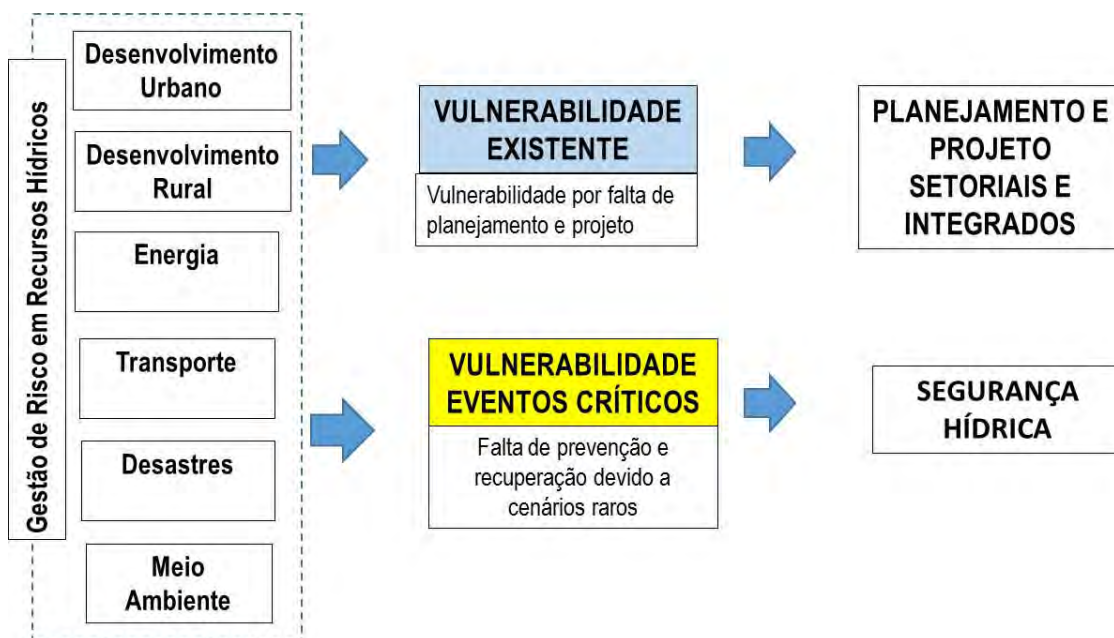 Gestão de Risco em Recursos Hídricos
Desenvolvimento
Urbano
Desenvolvimento
Rural
Energia
Transporte
Desastres
Meio
Ambiente
VULNERABILIDADE
EXISTENTE
Vulnerabilidade por falta de
planejamento e projeto
VULNERABILIDADE
EVENTOS CRÍTICOS
Falta de prevenção e
recuperação devido a
cenários raros
PLANEJAMENTO E
PROJETO
SETORIAIS E
INTEGRADOS
SEGURANÇA
HÍDRICA